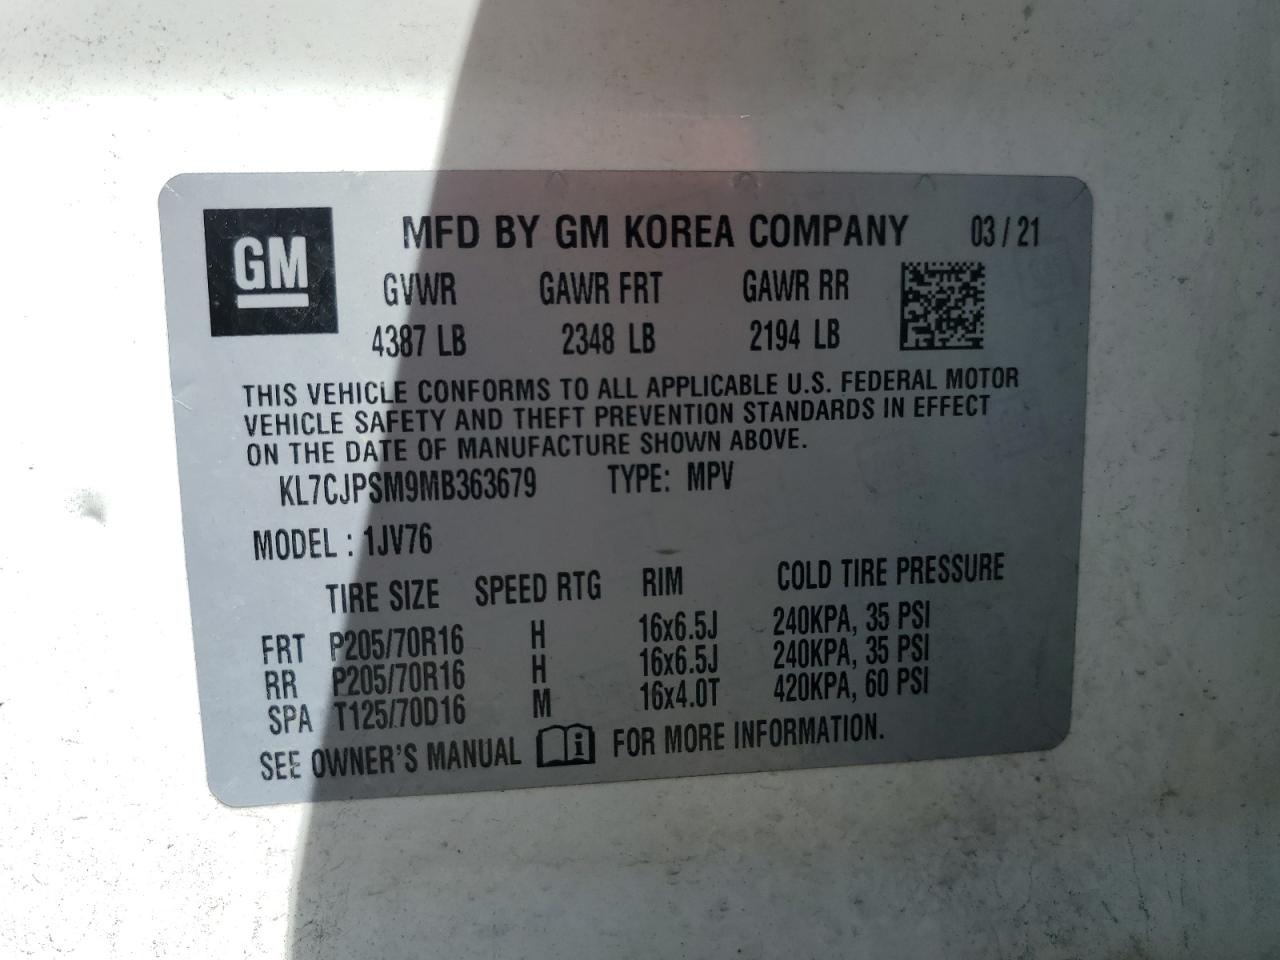 GM
MFD BY GM KOREA COMPANY 03 / 21
GVWR GAWR FRT GAWR RR
4387 LB 2348 LB 2194 LB
THIS VEHICLE CONFORMS TO ALL APPLICABLE U.S. FEDERAL MOTOR
VEHICLE SAFETY AND THEFT PREVENTION STANDARDS IN EFFECT
ON THE DATE OF MANUFACTURE SHOWN ABOVE.
KL7CJPSM9MB363679 TYPE: MPV
MODEL : 1JV76
TIRE SIZE SPEED RTG RIM COLD TIRE PRESSURE
FRT P205/70R16 H 16x6.5J 240KPA, 35 PSI
RR P205/70R16 H 16x6.5J 240KPA, 35 PSI
SPA T125/70D16 M 16x4.0T 420KPA, 60 PSI
SEE OWNER'S MANUAL i FOR MORE INFORMATION.